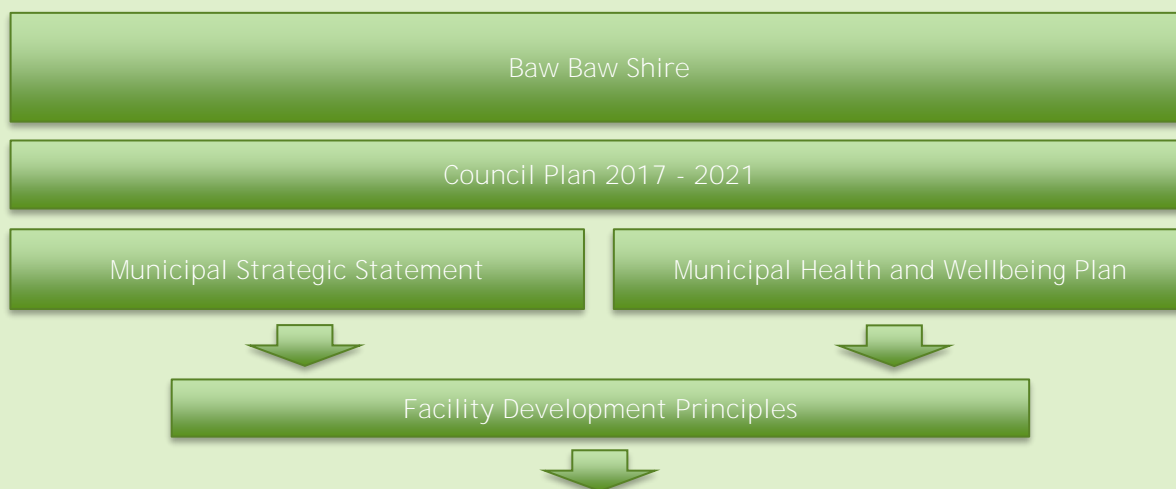 Baw Baw Shire
Council Plan 2017 - 2021
Municipal Strategic Statement
Municipal Health and Wellbeing Plan
Facility Development Principles